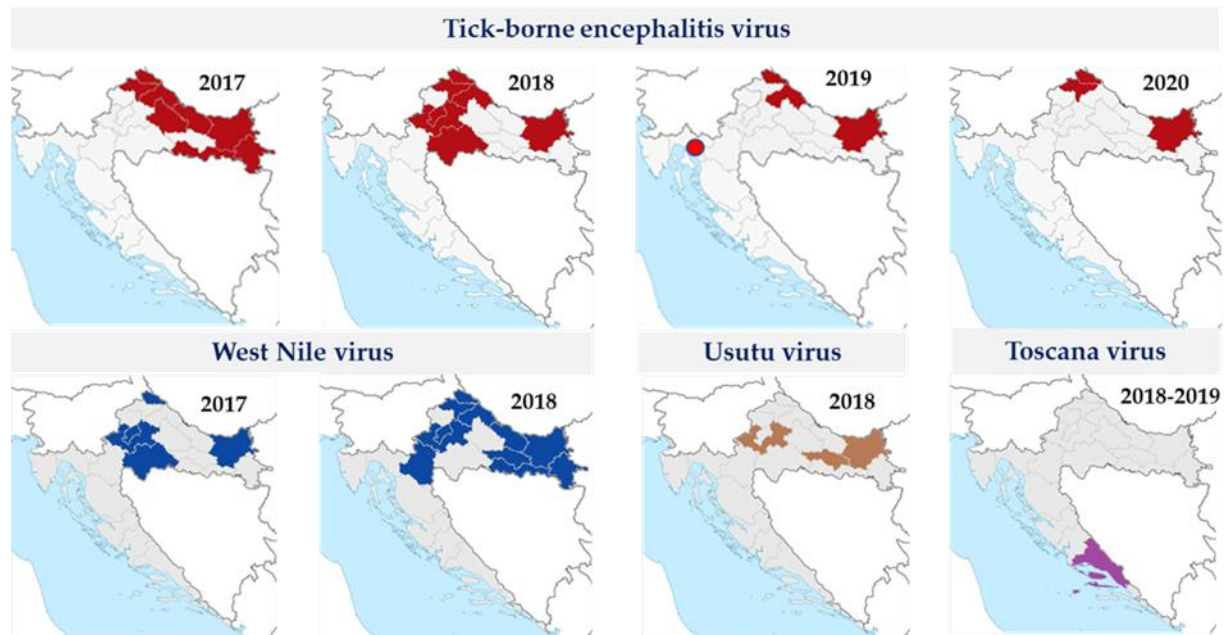 Tick-borne encephalitis virus
2017
2018
2019
2020
West Nile virus
Usutu virus
Toscana virus
2017
2018
2018
2018-2019